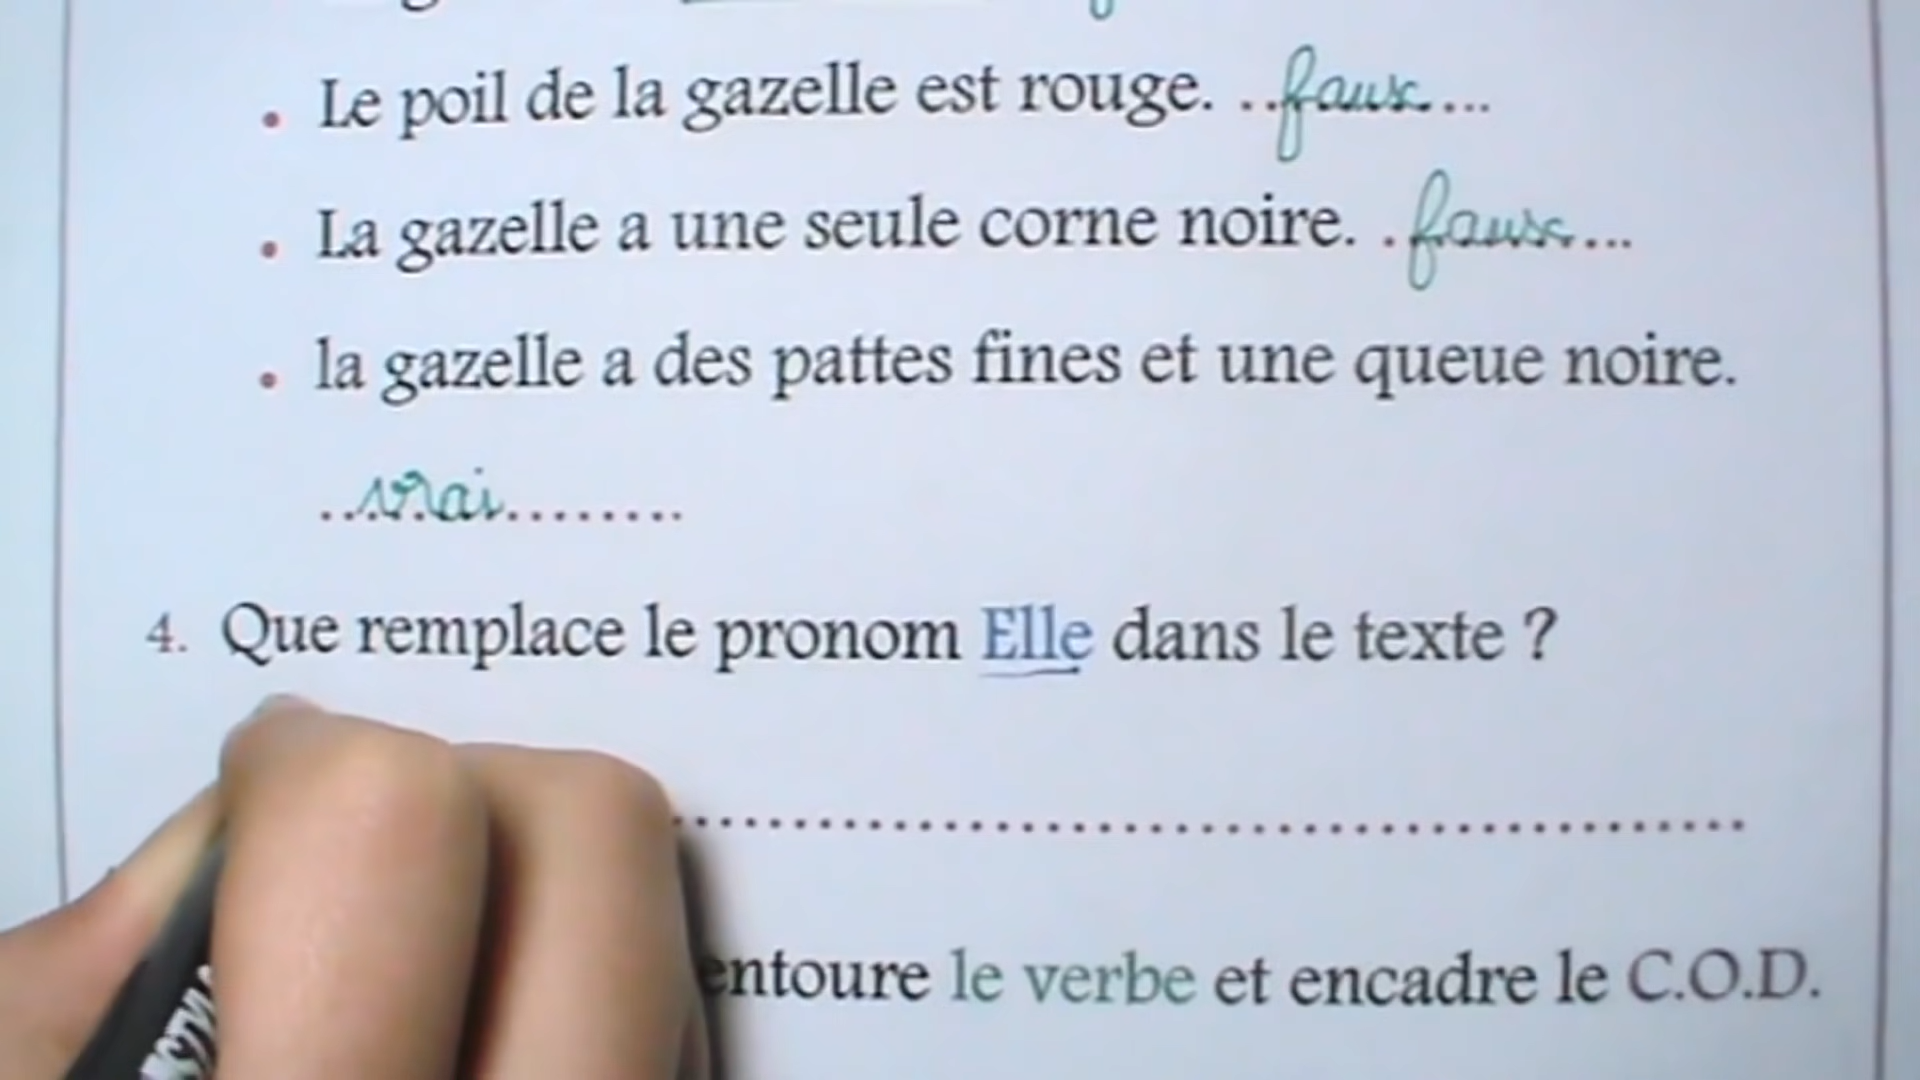 • Le poil de la gazelle est rouge. ..faux....
• La gazelle a une seule corne noire. .faux...
• la gazelle a des pattes fines et une queue noire.
..vrai........
4. Que remplace le pronom Elle dans le texte ?
entoure le verbe et encadre le C.O.D.